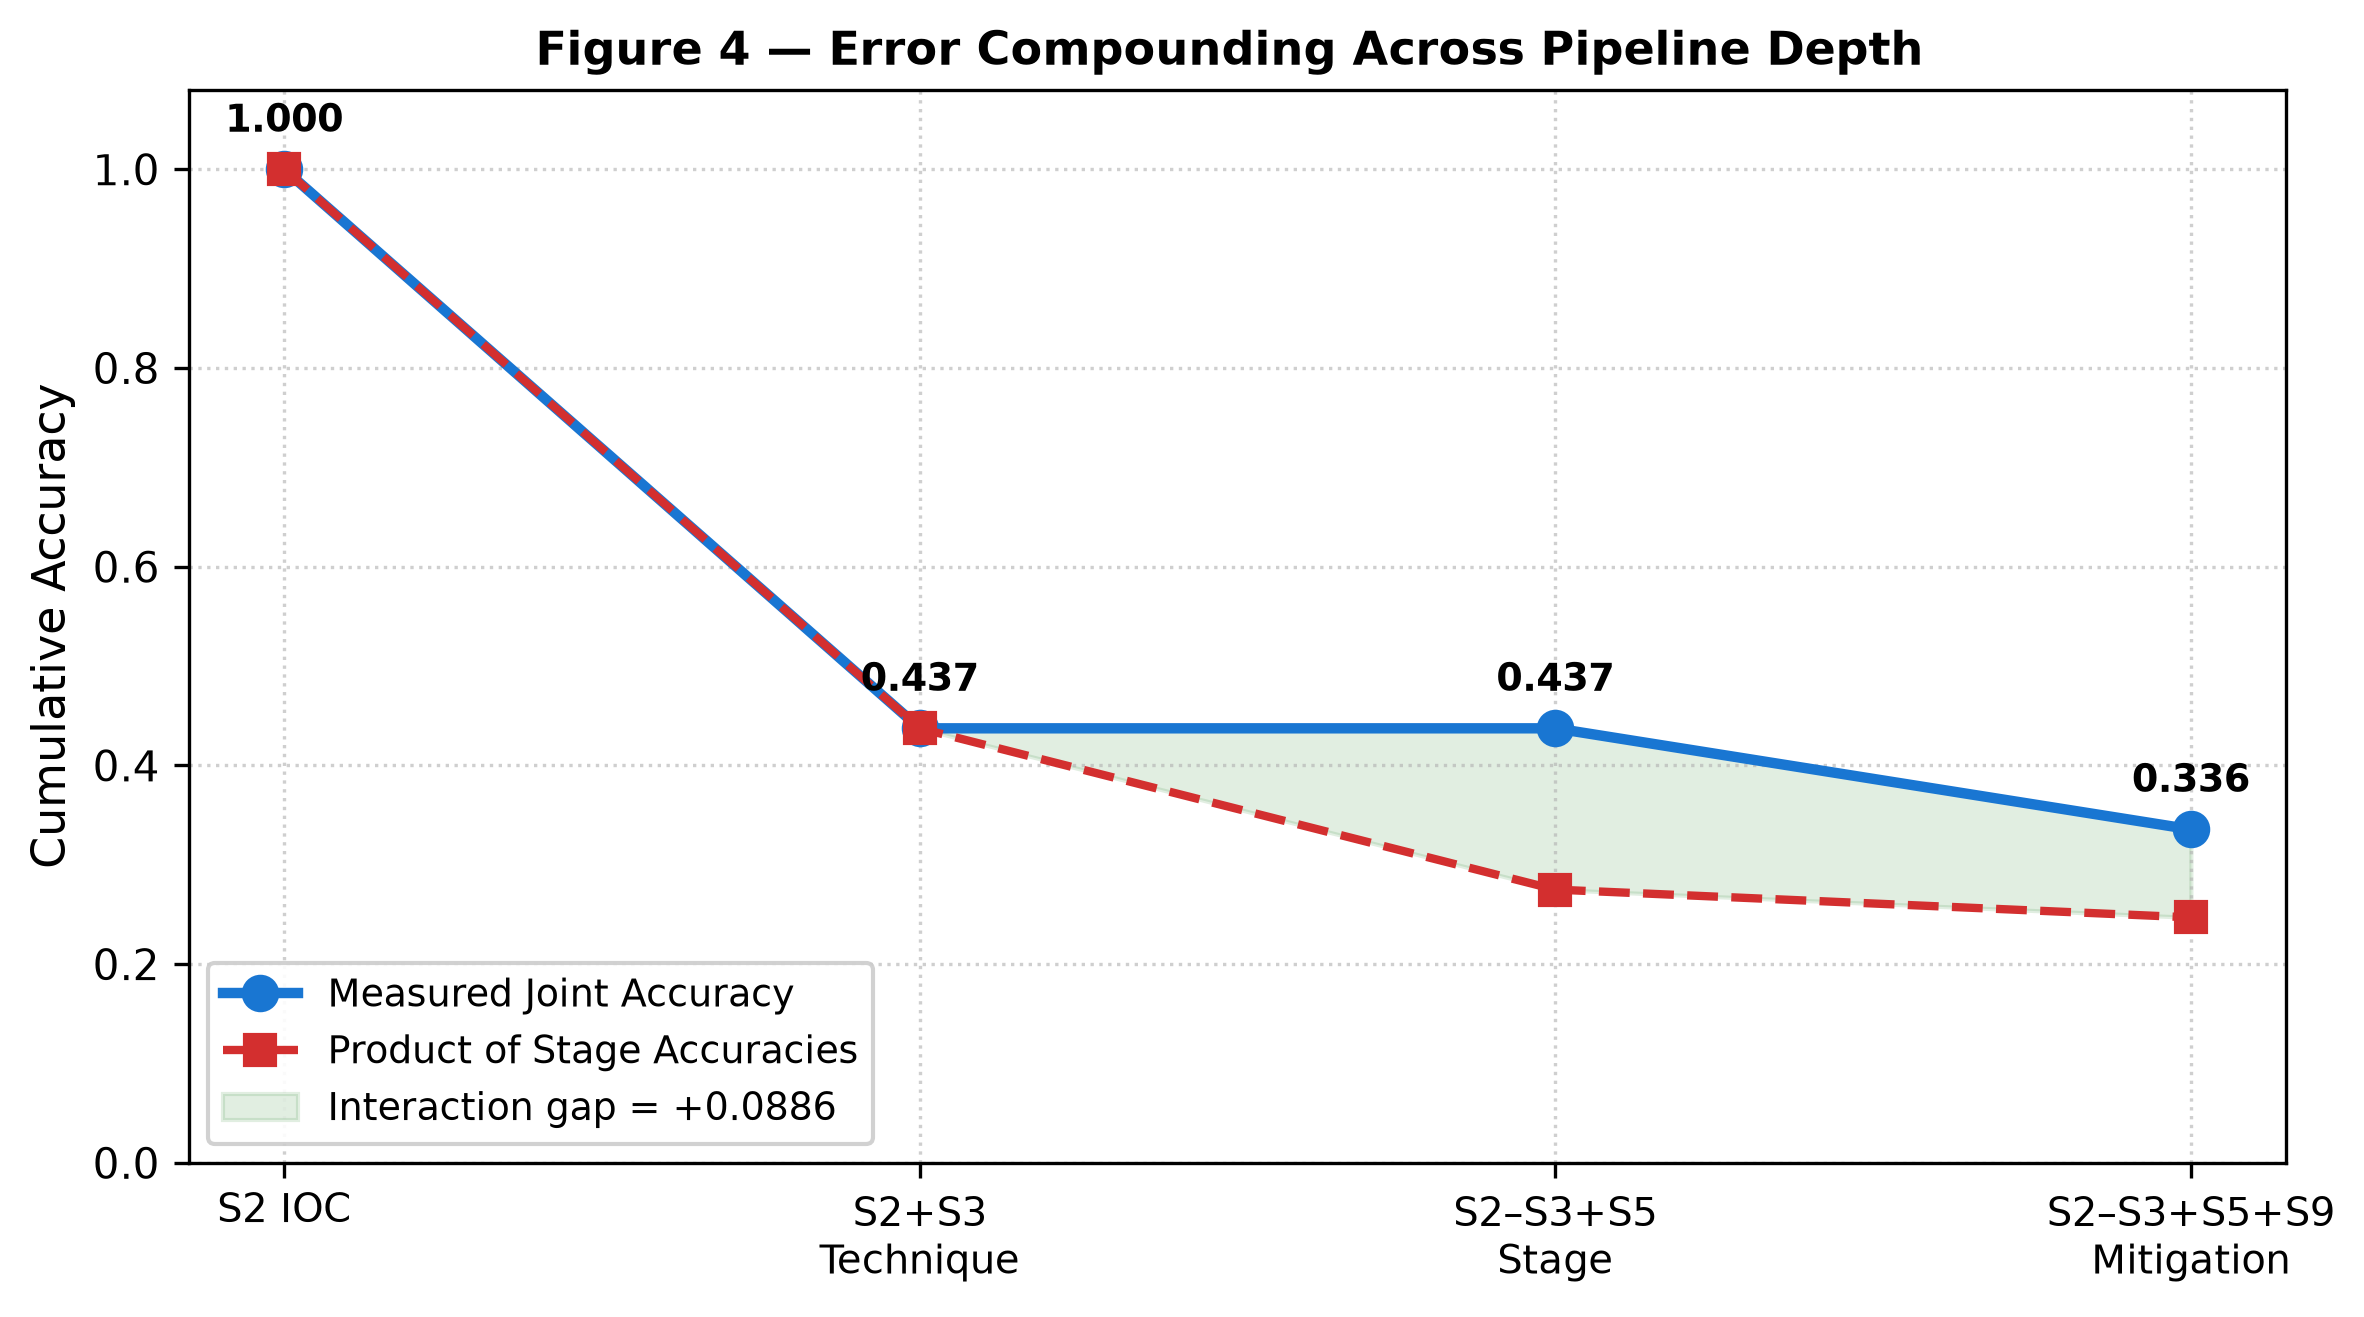 Figure 4 — Error Compounding Across Pipeline Depth
Cumulative Accuracy
1.0
0.8
0.6
0.4
0.2
0.0
1.000
0.437
0.437
0.336
Measured Joint Accuracy
Product of Stage Accuracies
Interaction gap = +0.0886
S2 IOC
S2+S3
Technique
S2–S3+S5
Stage
S2–S3+S5+S9
Mitigation